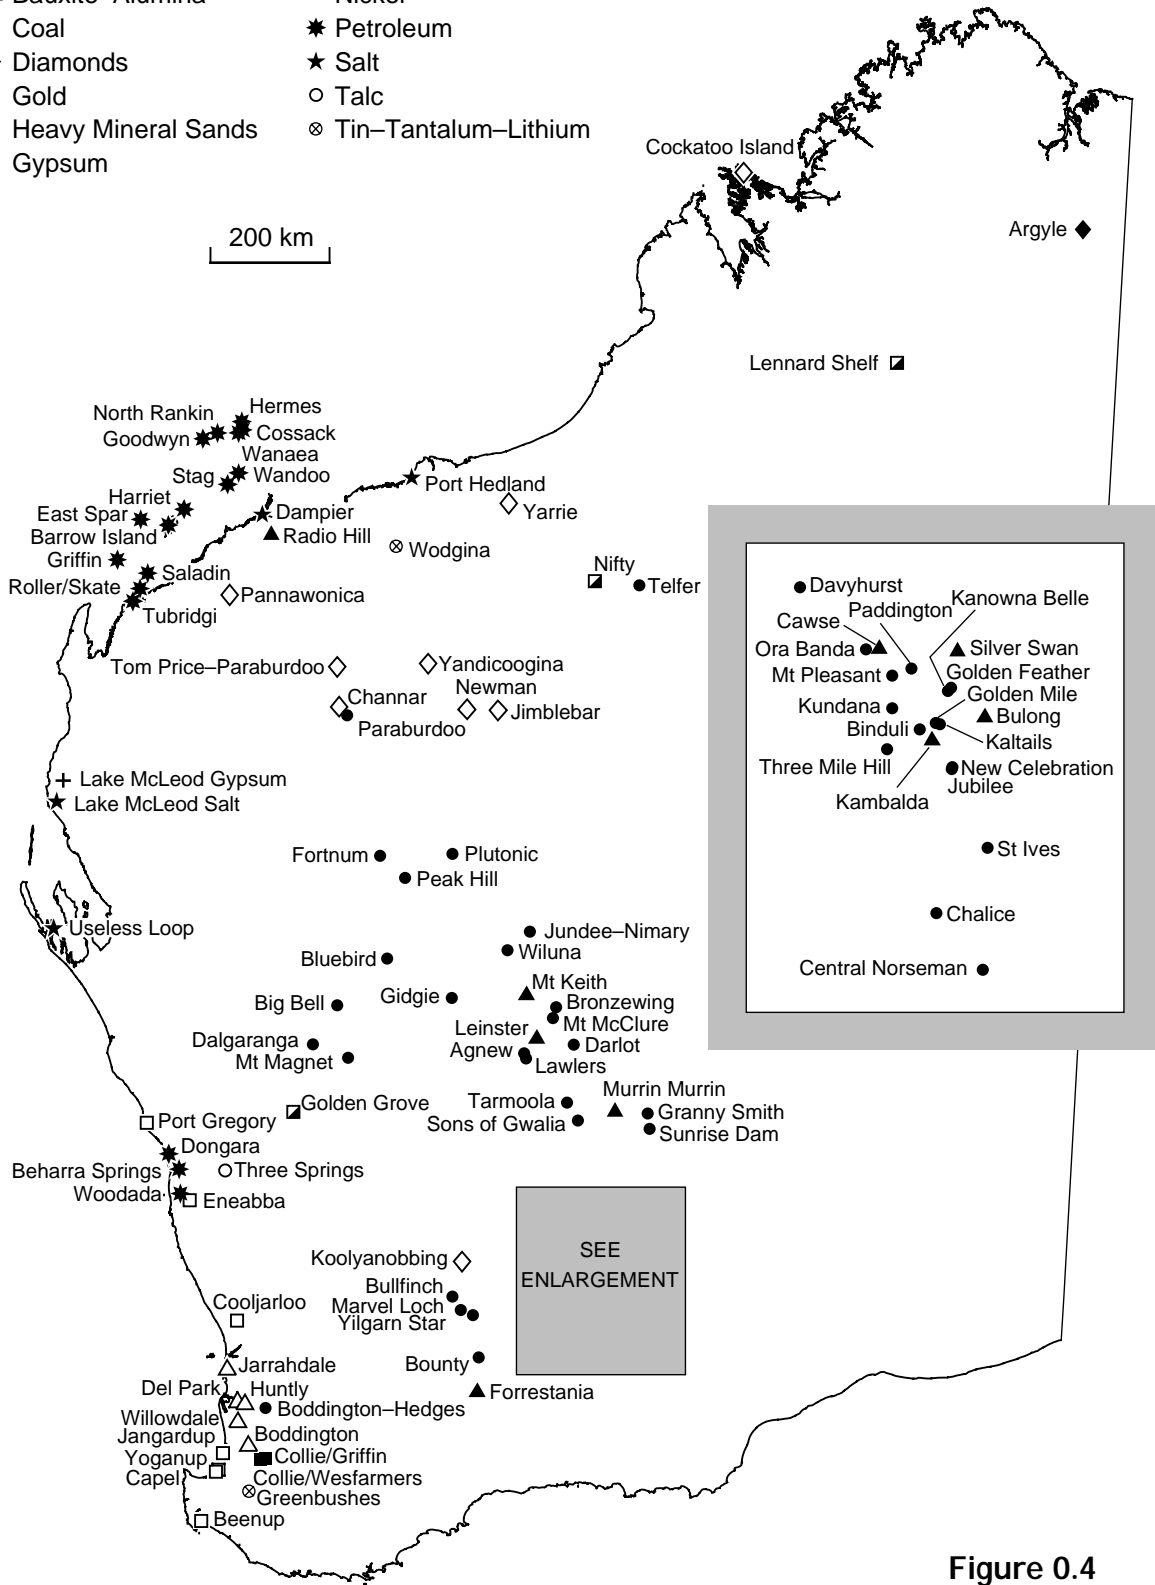 Coal
Petroleum
Diamonds
Salt
Gold
Talc
Heavy Mineral Sands
Tin–Tantalum–Lithium
Gypsum
200 km
Cockatoo Island
Argyle
Lennard Shelf
Hermes
North Rankin
Goodwyn
Cossack
Wanaea
Stag
Wandoo
Port Hedland
Harriet
Yarrie
East Spar
Dampier
Barrow Island
Radio Hill
Wodgina
Griffin
Nifty
Saladin
Telfer
Roller/Skate
Pannawonica
Tubridgi
Davyhurst
Kanowna Belle
Paddington
Cawse
Ora Banda
Silver Swan
Mt Pleasant
Golden Feather
Golden Mile
Kundana
Bulong
Binduli
Kaltails
Three Mile Hill
New Celebration
Jubilee
Kambalda
St Ives
Chalice
Central Norseman
Tom Price–Paraburdoo
Yandicoogina
Channar
Newman
Jimblebar
Paraburdoo
Lake McLeod Gypsum
Lake McLeod Salt
Fortnum
Plutonic
Peak Hill
Useless Loop
Jundee–Nimary
Wiluna
Bluebird
Mt Keith
Big Bell
Gidgie
Bronzewing
Mt McClure
Leinster
Dalgaranga
Agnew
Darlot
Mt Magnet
Lawlers
Murrin Murrin
Golden Grove
Tarmoola
Granny Smith
Port Gregory
Sons of Gwalia
Sunrise Dam
Dongara
Beharra Springs
Three Springs
Woodada
Eneabba
SEE
ENLARGEMENT
Koolyanobbing
Bullfinch
Cooljarloo
Marvel Loch
Yilgarn Star
Jarrahdale
Bounty
Del Park
Huntly
Forrestania
Boddington–Hedges
Willowdale
Jangardup
Boddington
Yoganup
Collie/Griffin
Capel
Collie/Wesfarmers
Greenbushes
Beenup
Figure 0.4